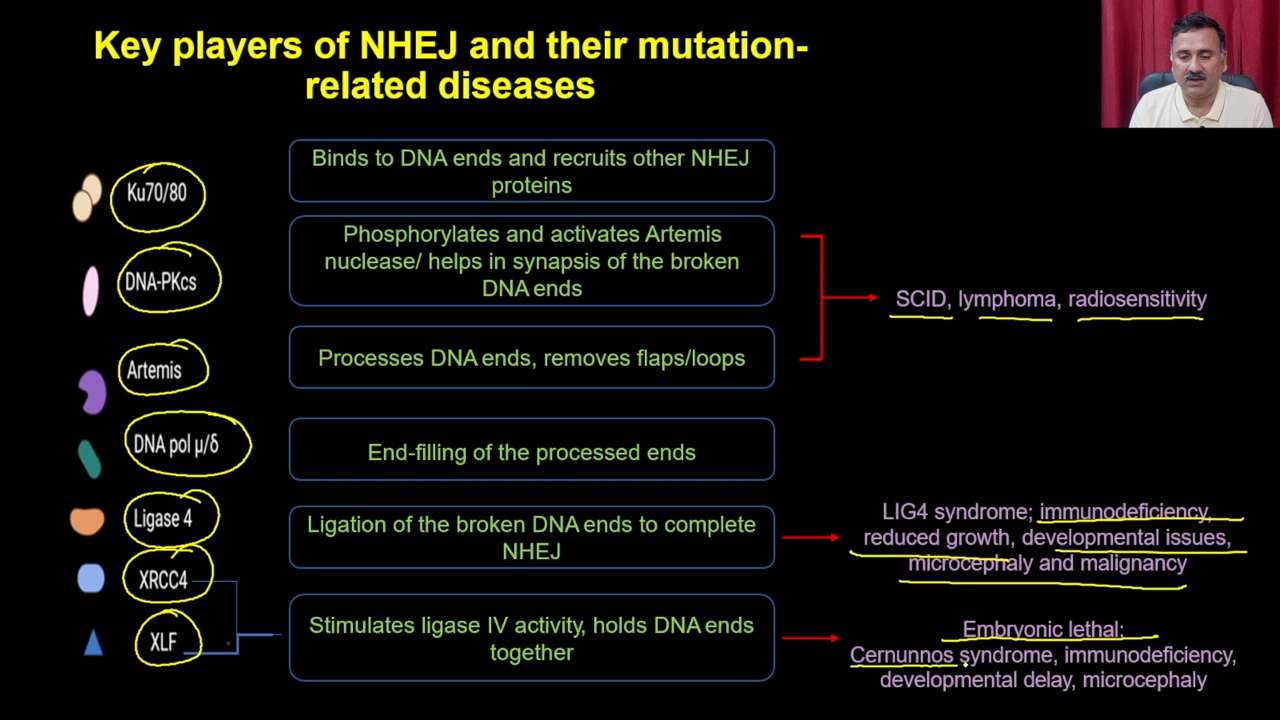 Key players of NHEJ and their mutation-
related diseases
Ku70/80
Binds to DNA ends and recruits other NHEJ
proteins
DNA-PKcs
Phosphorylates and activates Artemis
nuclease/ helps in synapsis of the broken
DNA ends
SCID, lymphoma, radiosensitivity
Artemis
Processes DNA ends, removes flaps/loops
DNA pol μ/δ
End-filling of the processed ends
Ligase 4
Ligation of the broken DNA ends to complete
NHEJ
LIG4 syndrome; immunodeficiency,
reduced growth, developmental issues,
microcephaly and malignancy
XRCC4
XLF
Stimulates ligase IV activity, holds DNA ends
together
Embryonic lethal;
Cernunnos syndrome, immunodeficiency,
developmental delay, microcephaly